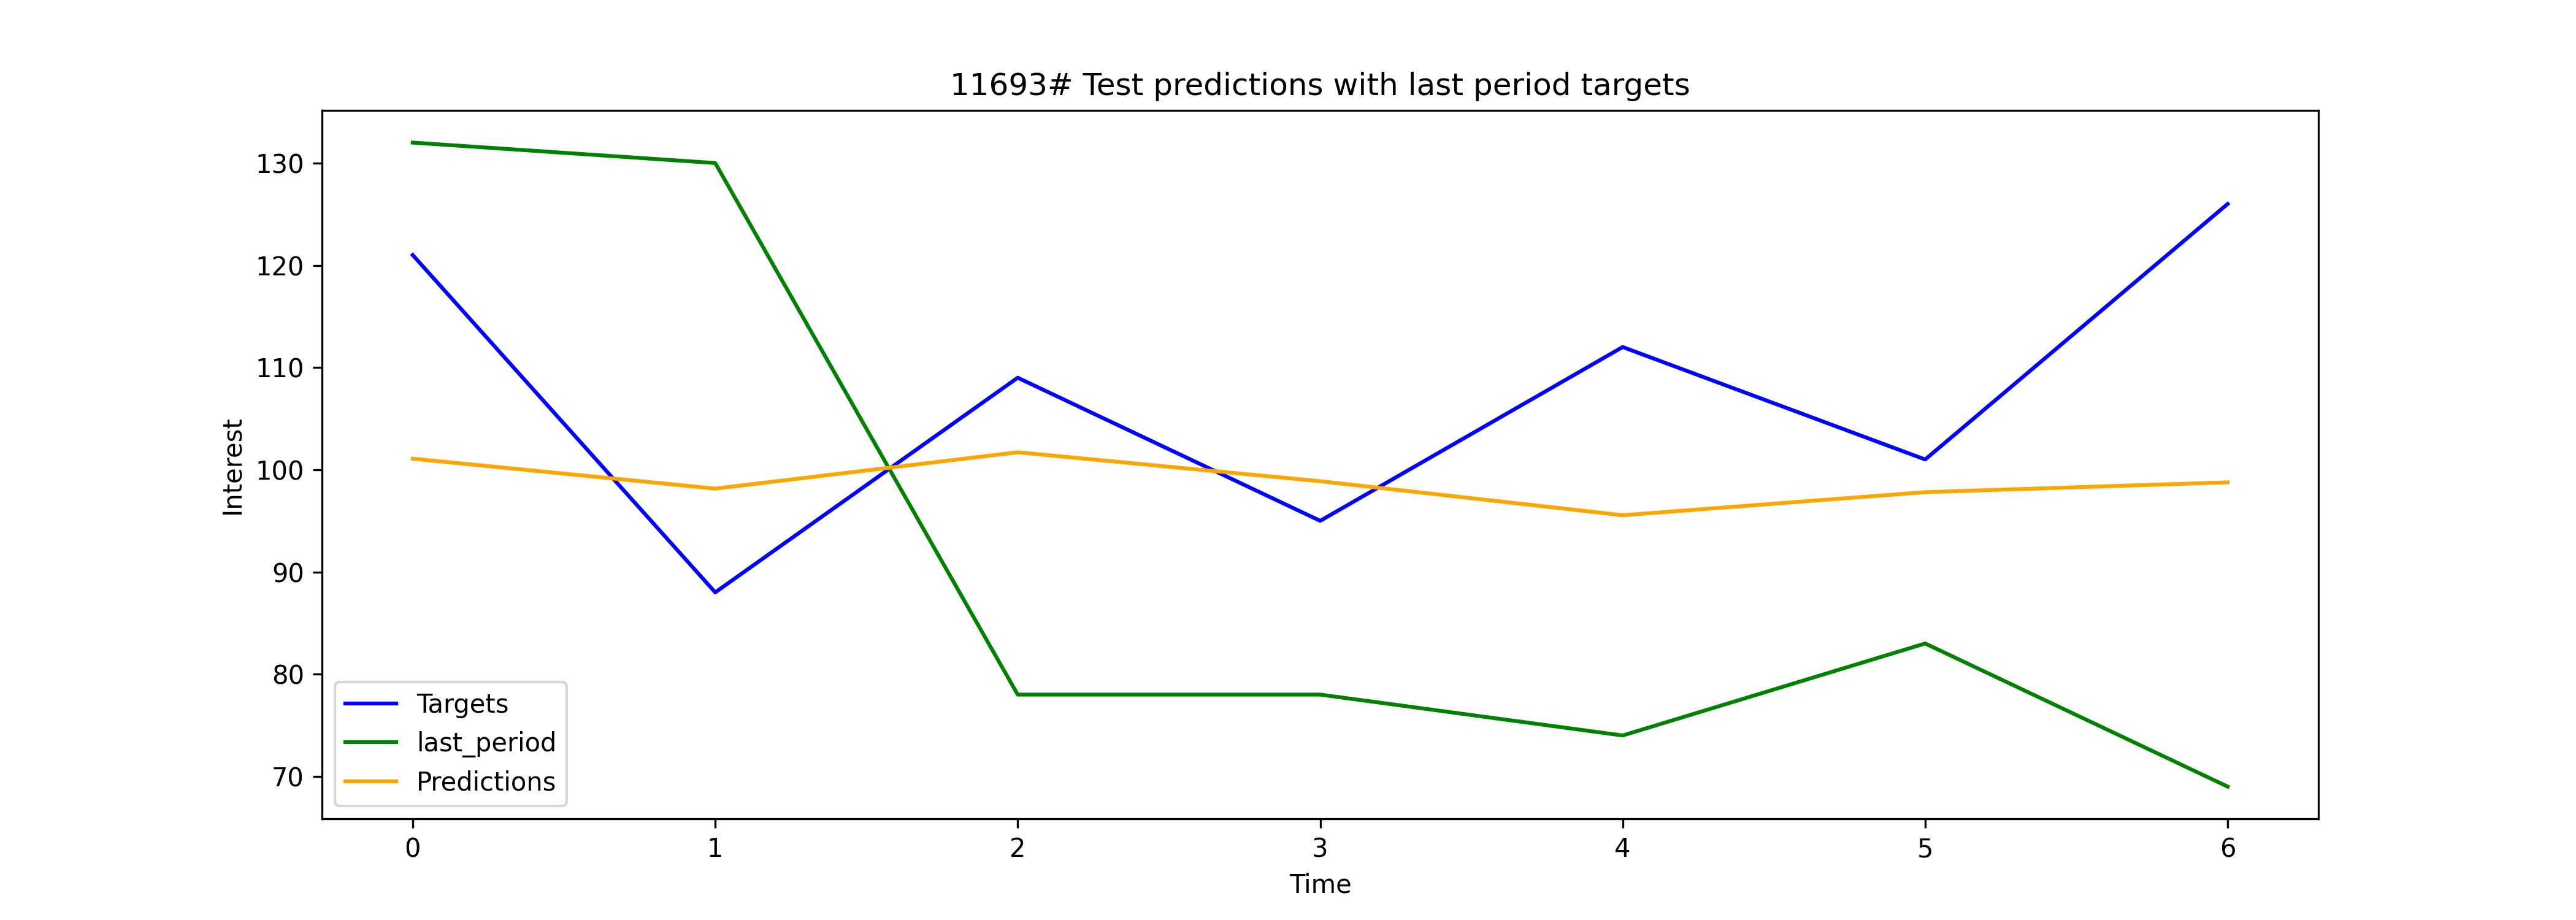 11693# Test predictions with last period targets
130
120
110
100
90
80
70
Interest
Targets
last_period
Predictions
0 1 2 3 4 5 6
Time